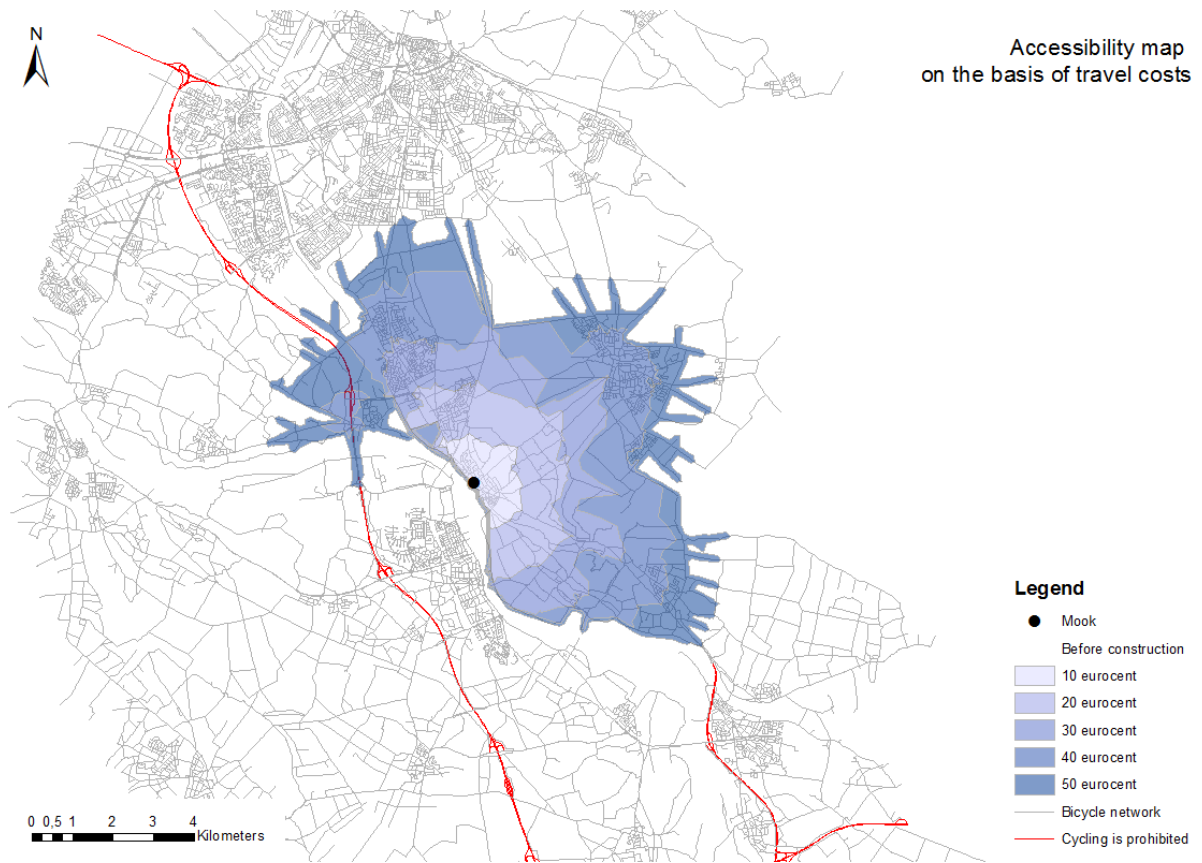 N
Accessibility map
on the basis of travel costs
Legend
Mook
Before construction
10 eurocent
20 eurocent
30 eurocent
40 eurocent
50 eurocent
Bicycle network
Cycling is prohibited
0 0,5 1 2 3 4
Kilometers